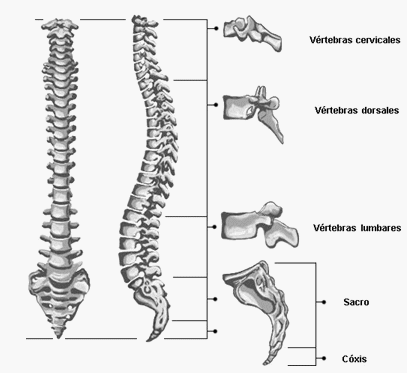 Vértebras cervicales
Vértebras dorsales
Vértebras lumbares
Sacro
Cóxis